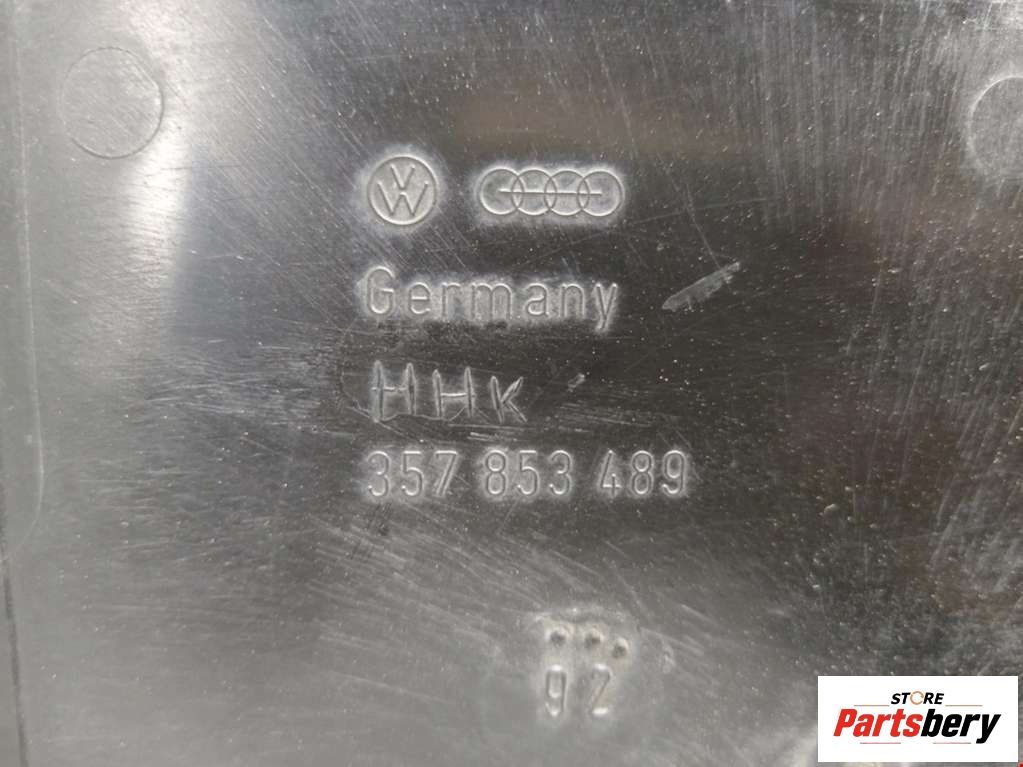 VW
Germany
HHK
357 853 489
92
STORE
Partsbery